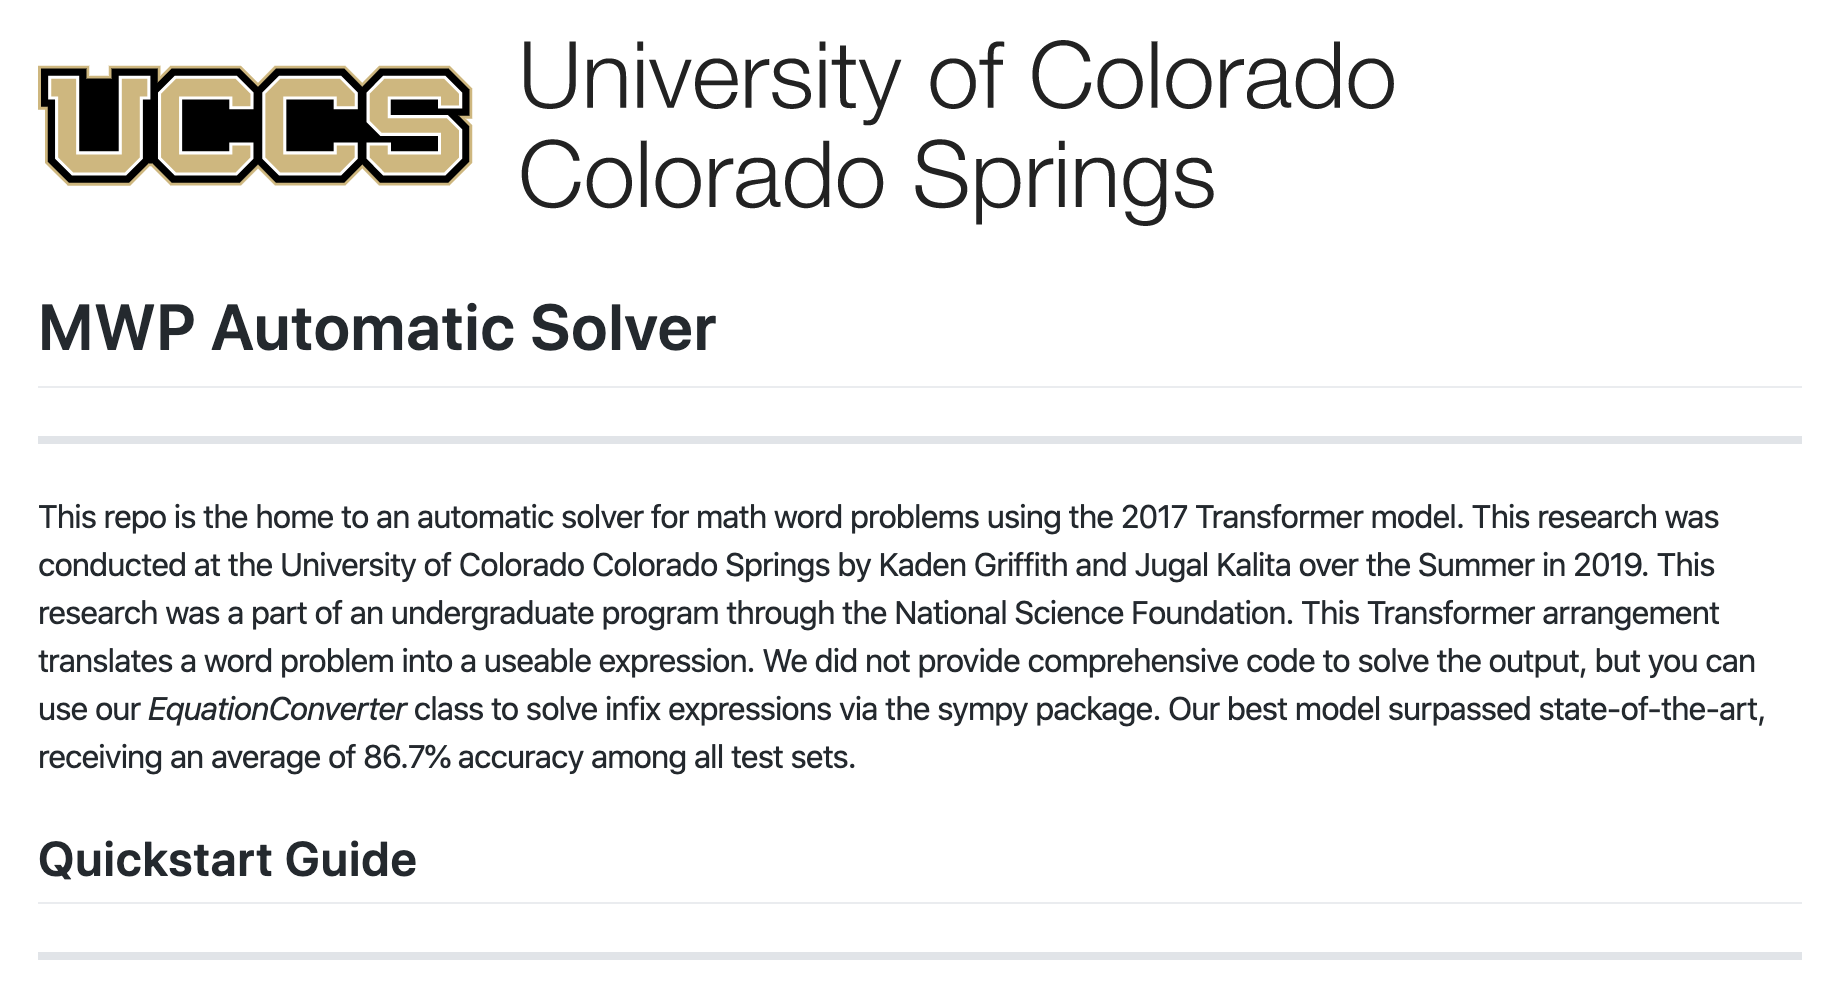 UCCS
University of Colorado
Colorado Springs
MWP Automatic Solver
This repo is the home to an automatic solver for math word problems using the 2017 Transformer model. This research was
conducted at the University of Colorado Colorado Springs by Kaden Griffith and Jugal Kalita over the Summer in 2019. This
research was a part of an undergraduate program through the National Science Foundation. This Transformer arrangement
translates a word problem into a useable expression. We did not provide comprehensive code to solve the output, but you can
use our EquationConverter class to solve infix expressions via the sympy package. Our best model surpassed state-of-the-art,
receiving an average of 86.7% accuracy among all test sets.
Quickstart Guide